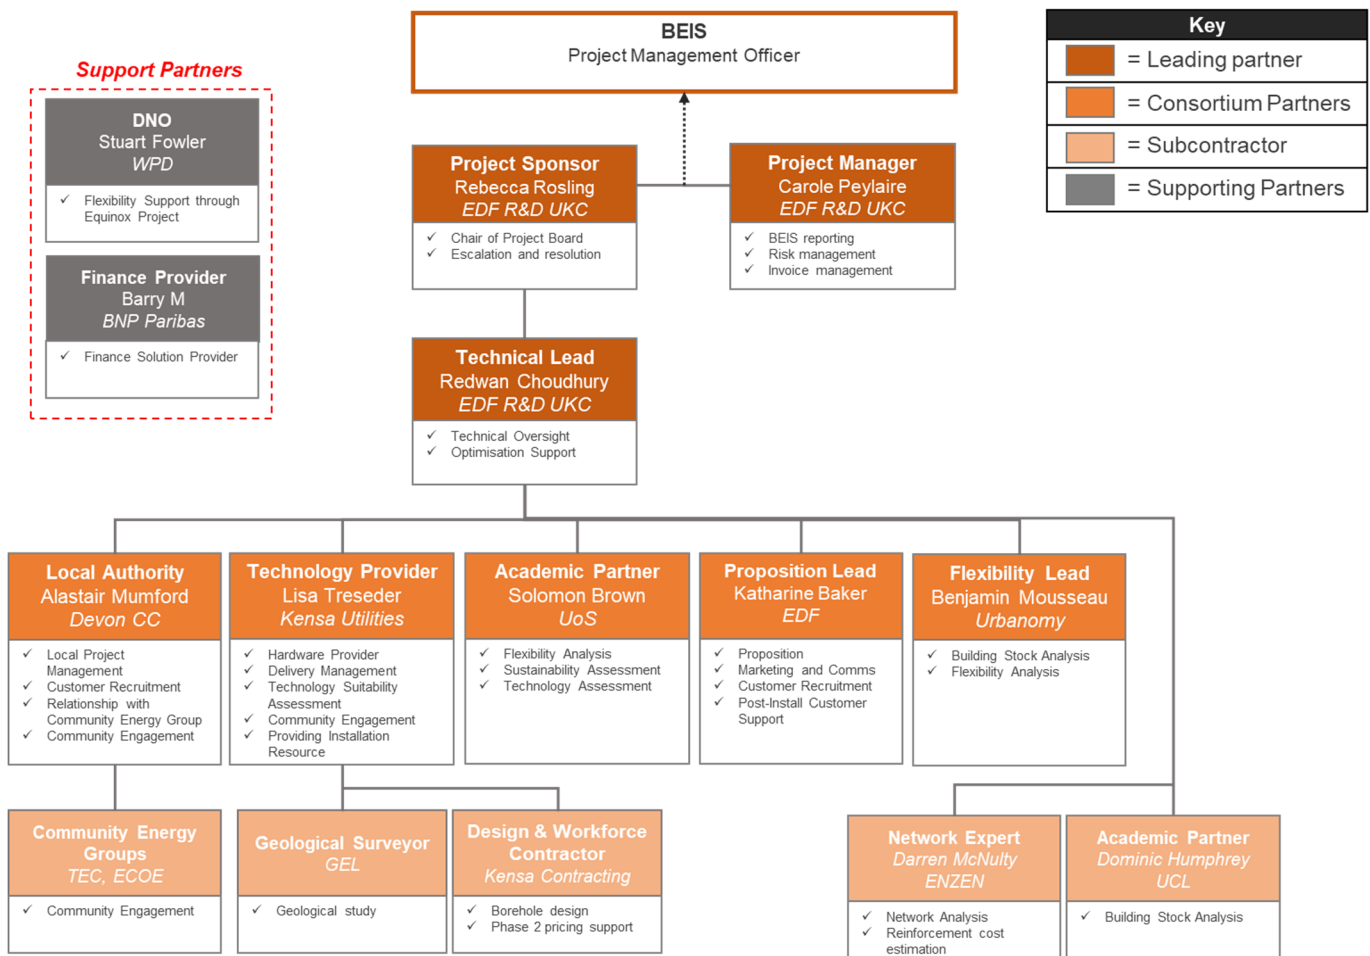 BEIS
Project Management Officer
Key
= Leading partner
= Consortium Partners
= Subcontractor
= Supporting Partners
Support Partners
DNO
Stuart Fowler
WPD
✓ Flexibility Support through
Equinox Project
Finance Provider
Barry M
BNP Paribas
✓ Finance Solution Provider
Project Sponsor
Rebecca Rosling
EDF R&D UKC
✓ Chair of Project Board
✓ Escalation and resolution
Project Manager
Carole Peylaire
EDF R&D UKC
✓ BEIS reporting
✓ Risk management
✓ Invoice management
Technical Lead
Redwan Choudhury
EDF R&D UKC
✓ Technical Oversight
✓ Optimisation Support
Local Authority
Alastair Mumford
Devon CC
✓ Local Project
Management
✓ Customer Recruitment
✓ Relationship with
Community Energy Group
✓ Community Engagement
Technology Provider
Lisa Treseder
Kensa Utilities
✓ Hardware Provider
✓ Delivery Management
✓ Technology Suitability
Assessment
✓ Community Engagement
✓ Providing Installation
Resource
Academic Partner
Solomon Brown
UoS
✓ Flexibility Analysis
✓ Sustainability Assessment
✓ Technology Assessment
Proposition Lead
Katharine Baker
EDF
✓ Proposition
✓ Marketing and Comms
✓ Customer Recruitment
✓ Post-Install Customer
Support
Flexibility Lead
Benjamin Mousseau
Urbanomy
✓ Building Stock Analysis
✓ Flexibility Analysis
Community Energy
Groups
TEC, ECOE
✓ Community Engagement
Geological Surveyor
GEL
✓ Geological study
Design & Workforce
Contractor
Kensa Contracting
✓ Borehole design
✓ Phase 2 pricing support
Network Expert
Darren McNulty
ENZEN
✓ Network Analysis
✓ Reinforcement cost
estimation
Academic Partner
Dominic Humphrey
UCL
✓ Building Stock Analysis